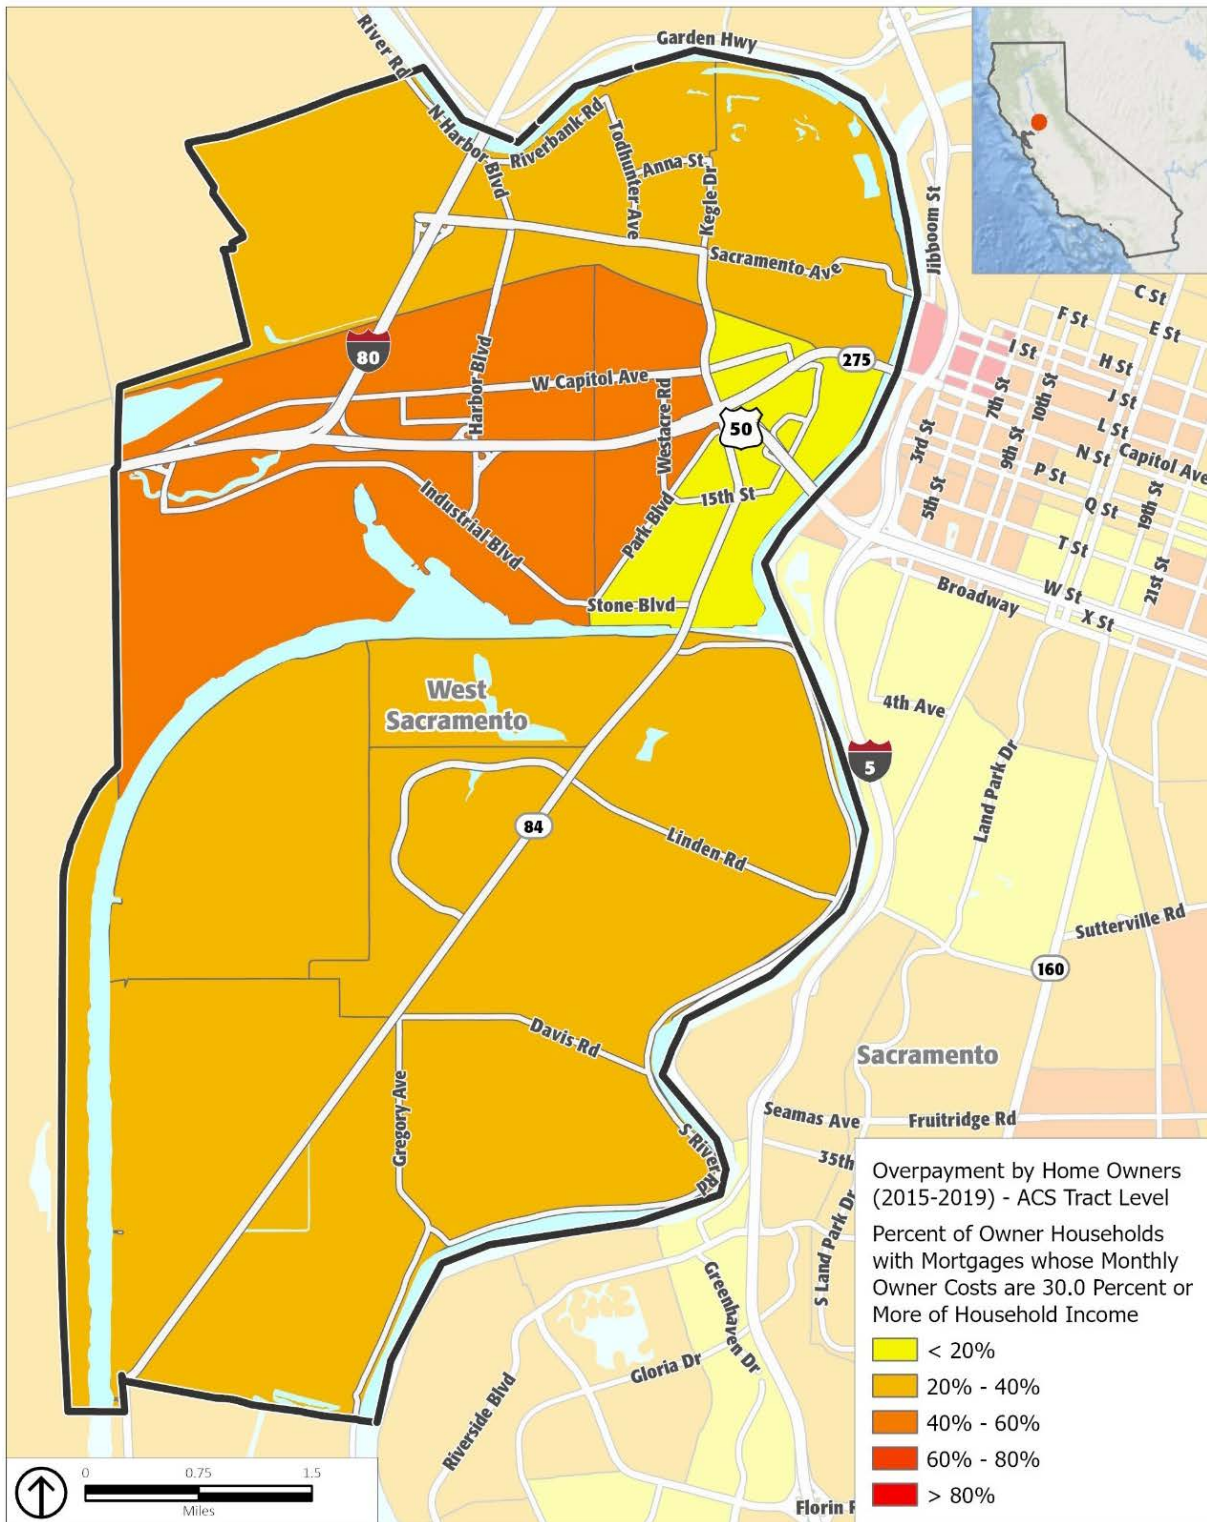 River Rd
Garden Hwy
N Harbor Blvd
Riverbank Rd
Todhunter Ave
Anna St
Kegle Dr
Jibboom St
Sacramento Ave
C St
F St
E St
80
Harbor Blvd
275
I St
H St
W Capitol Ave
7th St
10th St
J St
Westacre Rd
50
3rd St
L St
9th St
N St
Capitol Ave
P St
19th St
15th St
5th St
Q St
Industrial Blvd
Park Blvd
T St
21st St
Stone Blvd
Broadway
W St
X St
West
Sacramento
4th Ave
5
Land Park Dr
84
Linden Rd
Sutterville Rd
160
Davis Rd
Sacramento
Gregory Ave
Seamas Ave
Fruitridge Rd
S River Rd
35th
S Land Park Dr
Greenhaven Dr
Gloria Dr
Riverside Blvd
Florin
Overpayment by Home Owners
(2015-2019) - ACS Tract Level
Percent of Owner Households
with Mortgages whose Monthly
Owner Costs are 30.0 Percent or
More of Household Income
< 20%
20% - 40%
40% - 60%
60% - 80%
> 80%
0 0.75 1.5
Miles